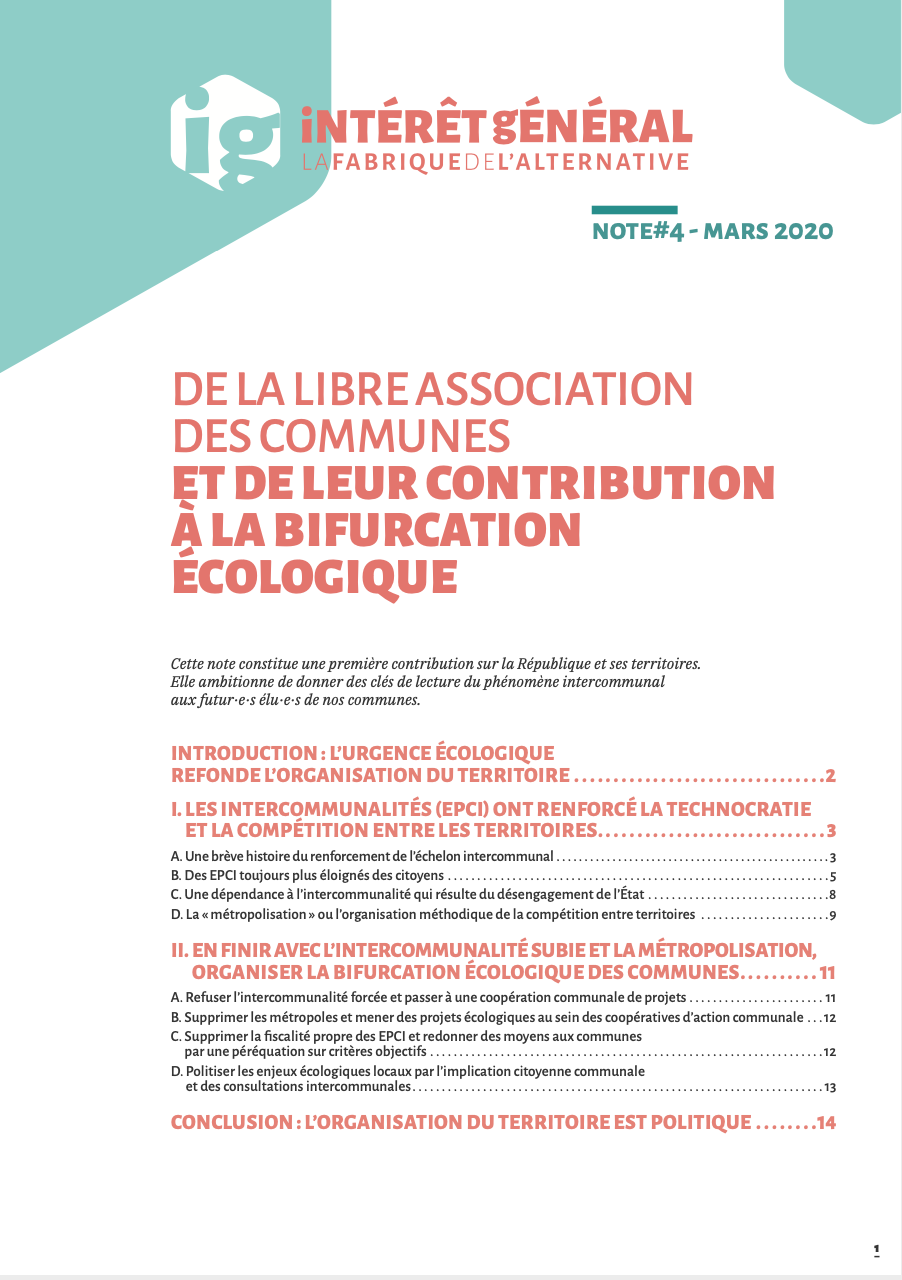 ig
iNTÉRÊT gÉNÉRAL
LAFABRIQUEDEL’ALTERNATIVE
NOTE#4 - MARS 2020
DE LA LIBRE ASSOCIATION
DES COMMUNES
ET DE LEUR CONTRIBUTION
À LA BIFURCATION
ÉCOLOGIQUE
Cette note constitue une première contribution sur la République et ses territoires.
Elle ambitionne de donner des clés de lecture du phénomène intercommunal
aux futur·e·s élu·e·s de nos communes.
INTRODUCTION : L’URGENCE ÉCOLOGIQUE
REFONDE L’ORGANISATION DU TERRITOIRE ................................2
I. LES INTERCOMMUNALITÉS (EPCI) ONT RENFORCÉ LA TECHNOCRATIE
ET LA COMPÉTITION ENTRE LES TERRITOIRES.............................3
A. Une brève histoire du renforcement de l’échelon intercommunal ................................................3
B. Des EPCI toujours plus éloignés des citoyens ..................................................................5
C. Une dépendance à l’intercommunalité qui résulte du désengagement de l’État ................................8
D. La « métropolisation » ou l’organisation méthodique de la compétition entre territoires ......................9
II. EN FINIR AVEC L’INTERCOMMUNALITÉ SUBIE ET LA MÉTROPOLISATION,
ORGANISER LA BIFURCATION ÉCOLOGIQUE DES COMMUNES..........11
A. Refuser l’intercommunalité forcée et passer à une coopération communale de projets .......................11
B. Supprimer les métropoles et mener des projets écologiques au sein des coopératives d’action communale ...12
C. Supprimer la fiscalité propre des EPCI et redonner des moyens aux communes
par une péréquation sur critères objectifs ....................................................................12
D. Politiser les enjeux écologiques locaux par l’implication citoyenne communale
et des consultations intercommunales.......................................................................13
CONCLUSION : L’ORGANISATION DU TERRITOIRE EST POLITIQUE ........14
1